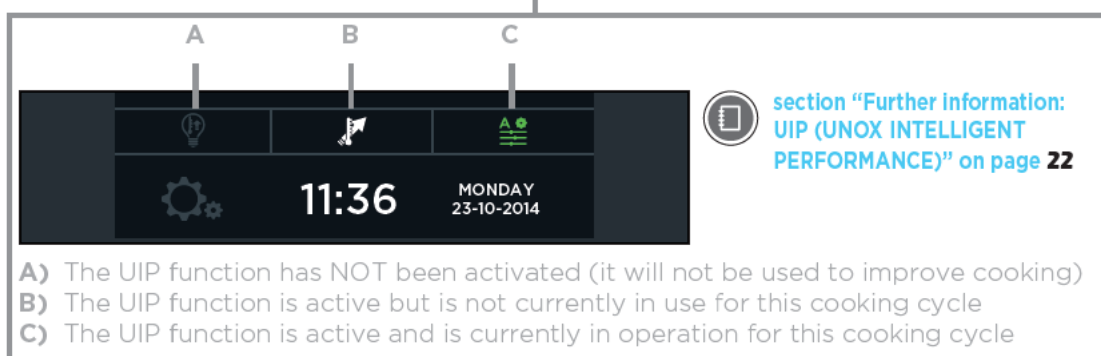 A B C
section “Further information:
UIP (UNOX INTELLIGENT
PERFORMANCE)” on page 22
A
11:36
MONDAY
23-10-2014
A) The UIP function has NOT been activated (it will not be used to improve cooking)
B) The UIP function is active but is not currently in use for this cooking cycle
C) The UIP function is active and is currently in operation for this cooking cycle